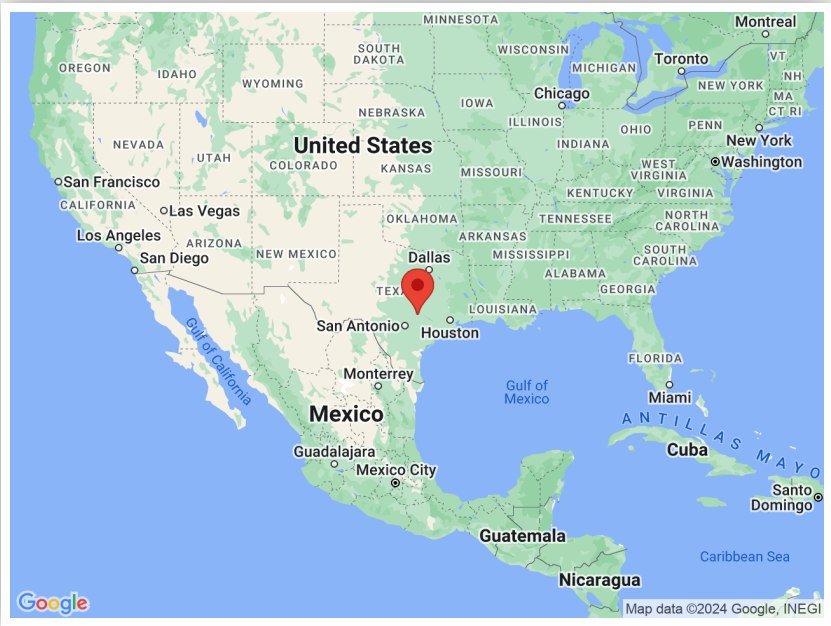 MINNESOTA
Montreal
OREGON
IDAHO
SOUTH
DAKOTA
WISCONSIN
MICHIGAN
Toronto
VT
NH
WYOMING
NEW YORK
MA
Chicago
IOWA
CT RI
NEBRASKA
ILLINOIS
OHIO
PENN
NEVADA
United States
INDIANA
New York
UTAH
COLORADO
KANSAS
MISSOURI
WEST
VIRGINIA
Washington
San Francisco
KENTUCKY
VIRGINIA
CALIFORNIA
Las Vegas
OKLAHOMA
TENNESSEE
NORTH
CAROLINA
Los Angeles
ARIZONA
NEW MEXICO
ARKANSAS
San Diego
Dallas
MISSISSIPPI
SOUTH
CAROLINA
ALABAMA
GEORGIA
TEX
LOUISIANA
San Antonio
Houston
Gulf of California
FLORIDA
Monterrey
Gulf of
Mexico
Miami
Mexico
ANTILLAS MAYO
Cuba
Guadalajara
Mexico City
Santo
Domingo
Guatemala
Caribbean Sea
Nicaragua
Google
Map data ©2024 Google, INEGI